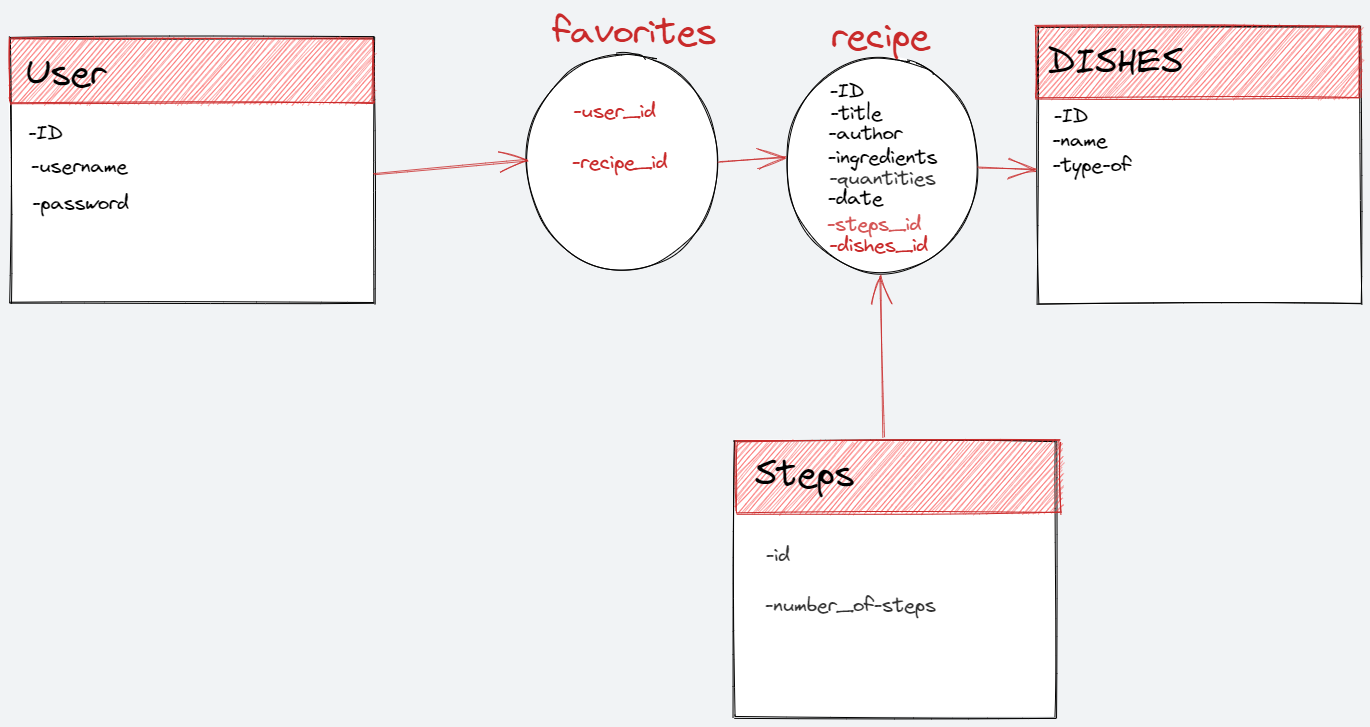 User
-ID
-username
-password
favorites
-user_id
-recipe_id
recipe
-ID
-title
-author
-ingredients
-quantities
-date
-steps_id
-dishes_id
DISHES
-ID
-name
-type-of
Steps
-id
-number_of-steps